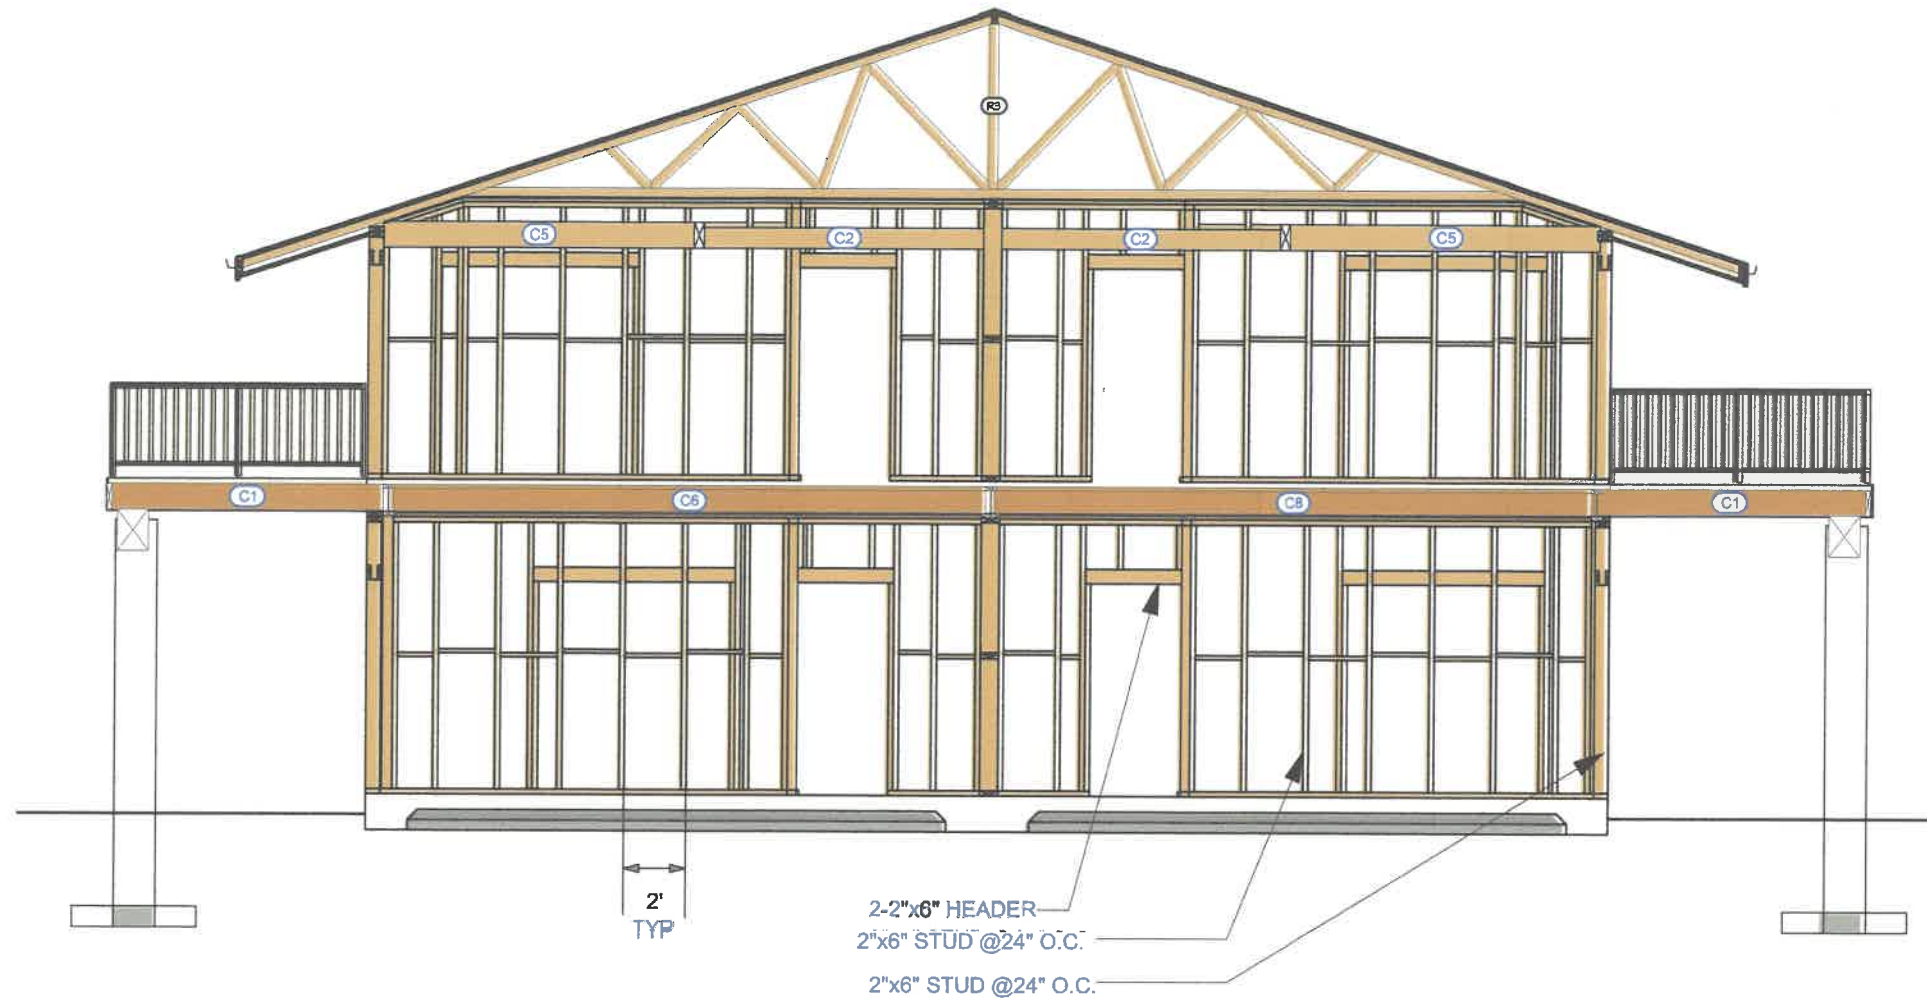 R3
C5
C2
C2
C5
C1
C6
C8
C1
2'
TYP
2-2"x6" HEADER
2"x6" STUD @24" O.C.
2"x6" STUD @24" O.C.